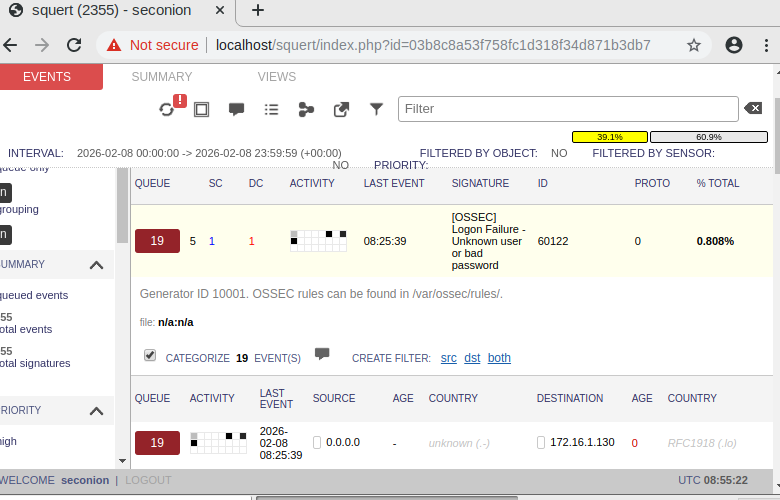 squert (2355) - seconion
Not secure | localhost/squert/index.php?id=03b8c8a53f758fc1d318f34d871b3db7
EVENTS SUMMARY VIEWS
!
Filter
39.1% 60.9%
INTERVAL: 2026-02-08 00:00:00 -> 2026-02-08 23:59:59 (+00:00) FILTERED BY OBJECT: NO FILTERED BY SENSOR:
NO PRIORITY:
queue only
n
grouping
n
UMMARY
queued events
55
otal events
55
otal signatures
RIORITY
high
QUEUE SC DC ACTIVITY LAST EVENT SIGNATURE ID PROTO % TOTAL
19 5 1 1 08:25:39 [OSSEC] Logon Failure - Unknown user or bad password 60122 0 0.808%
Generator ID 10001. OSSEC rules can be found in /var/ossec/rules/.
file: n/a:n/a
CATEGORIZE 19 EVENT(S) CREATE FILTER: src dst both
QUEUE ACTIVITY LAST EVENT SOURCE AGE COUNTRY DESTINATION AGE COUNTRY
19 2026-02-08 08:25:39 0.0.0.0 - unknown (.-) 172.16.1.130 0 RFC1918 (.lo)
WELCOME seconion | LOGOUT UTC 08:55:22